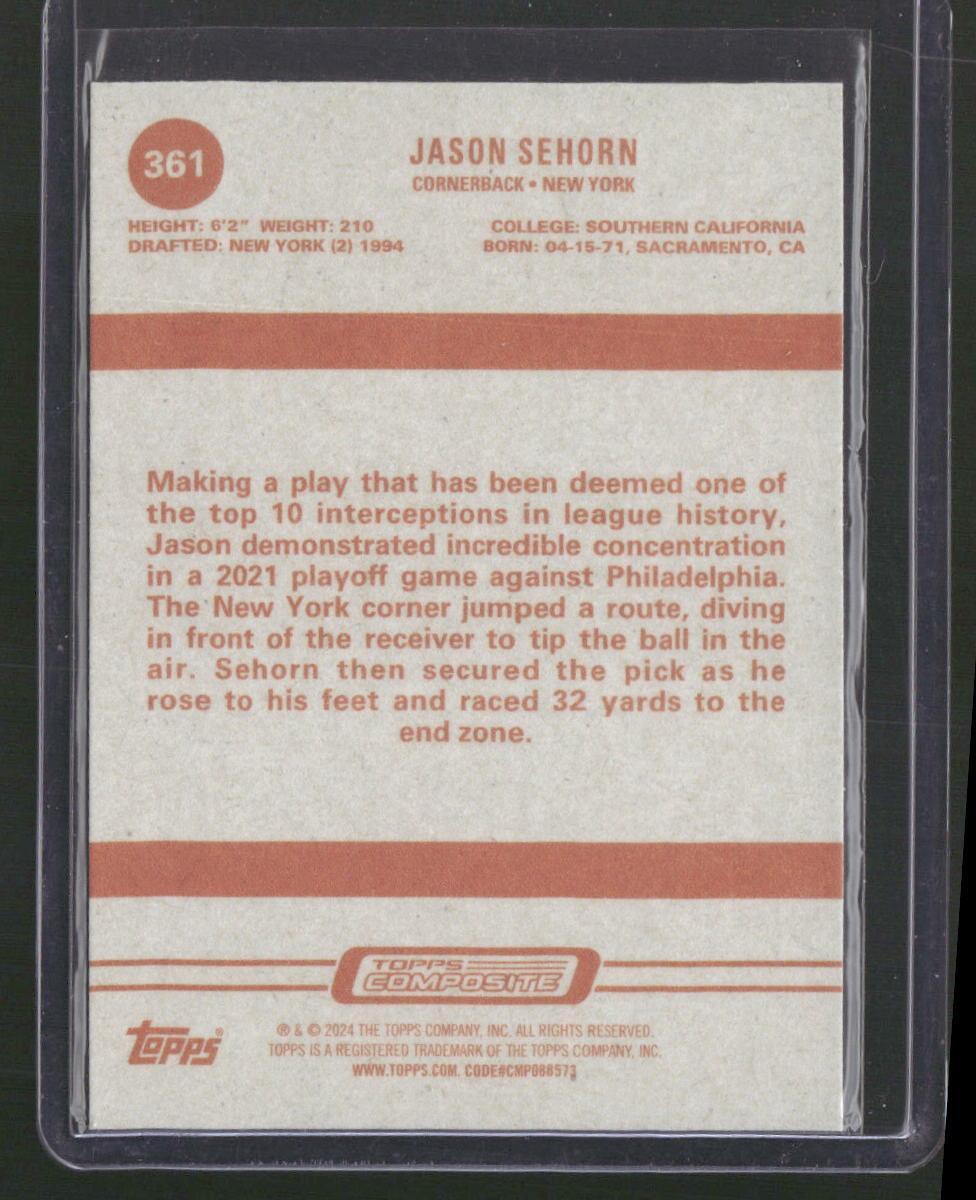 361
JASON SEHORN
CORNERBACK • NEW YORK
HEIGHT: 6'2" WEIGHT: 210
DRAFTED: NEW YORK (2) 1994
COLLEGE: SOUTHERN CALIFORNIA
BORN: 04-15-71, SACRAMENTO, CA
Making a play that has been deemed one of
the top 10 interceptions in league history,
Jason demonstrated incredible concentration
in a 2021 playoff game against Philadelphia.
The New York corner jumped a route, diving
in front of the receiver to tip the ball in the
air. Sehorn then secured the pick as he
rose to his feet and raced 32 yards to the
end zone.
TOPPS
COMPOSITE
Topps®
® & © 2024 THE TOPPS COMPANY, INC. ALL RIGHTS RESERVED.
TOPPS IS A REGISTERED TRADEMARK OF THE TOPPS COMPANY, INC.
WWW.TOPPS.COM. CODE#CMP088573